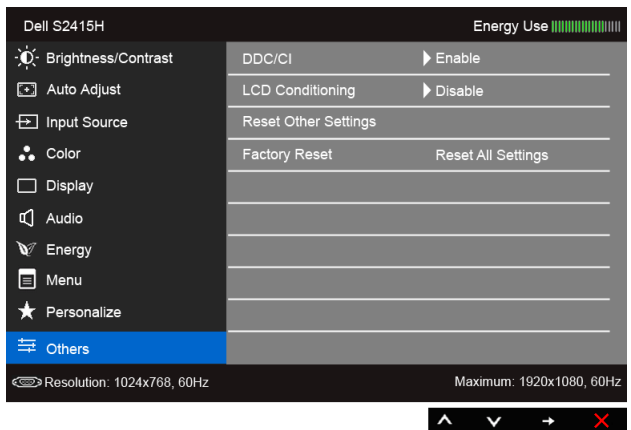 Dell S2415H Energy Use
Brightness/Contrast DDC/CI Enable
Auto Adjust LCD Conditioning Disable
Input Source Reset Other Settings
Color Factory Reset Reset All Settings
Display
Audio
Energy
Menu
Personalize
Others
Resolution: 1024x768, 60Hz Maximum: 1920x1080, 60Hz